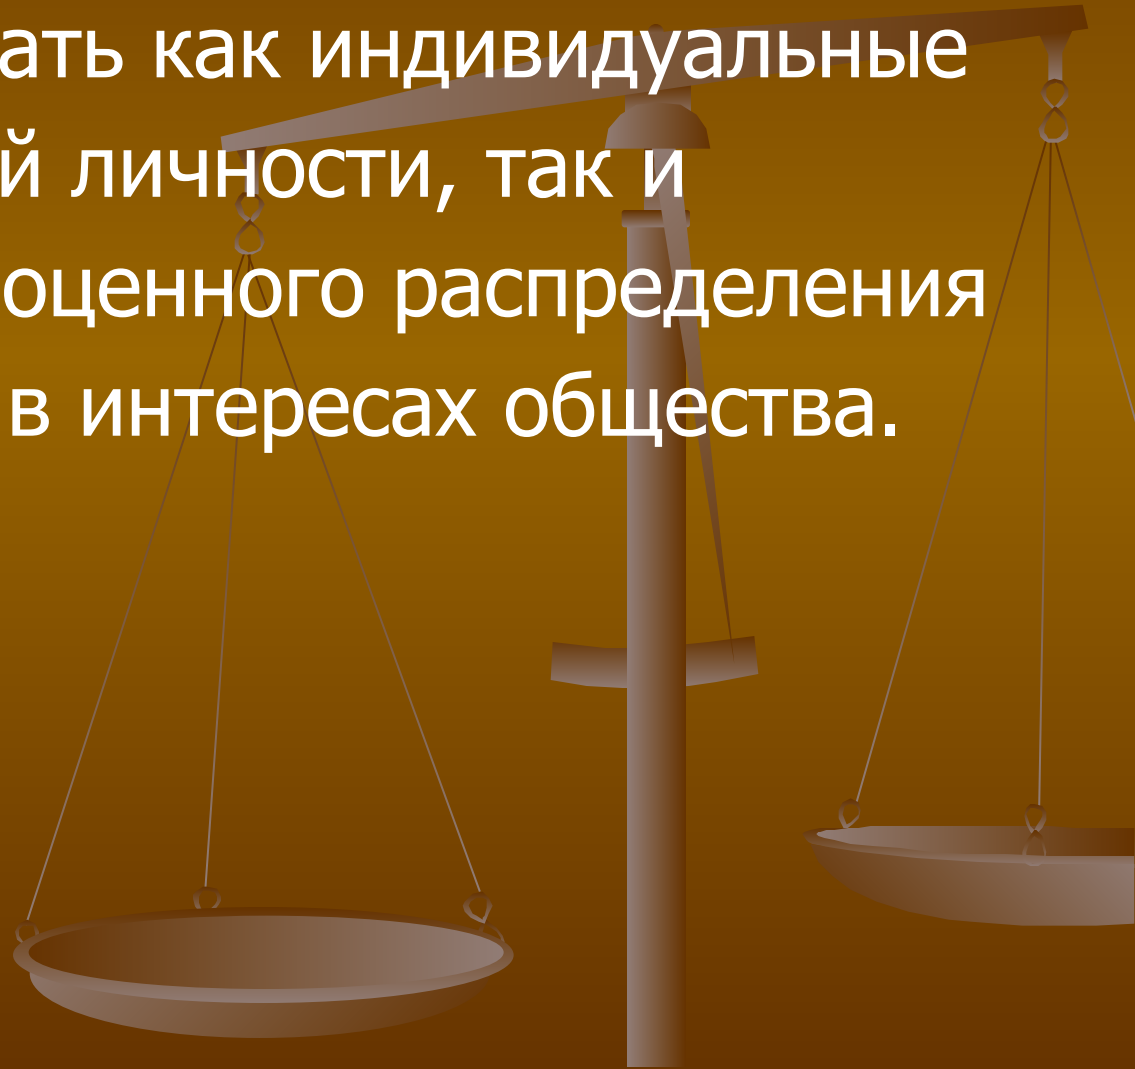 ать как индивидуальные
й личности, так и
оценного распределения
в интересах общества.